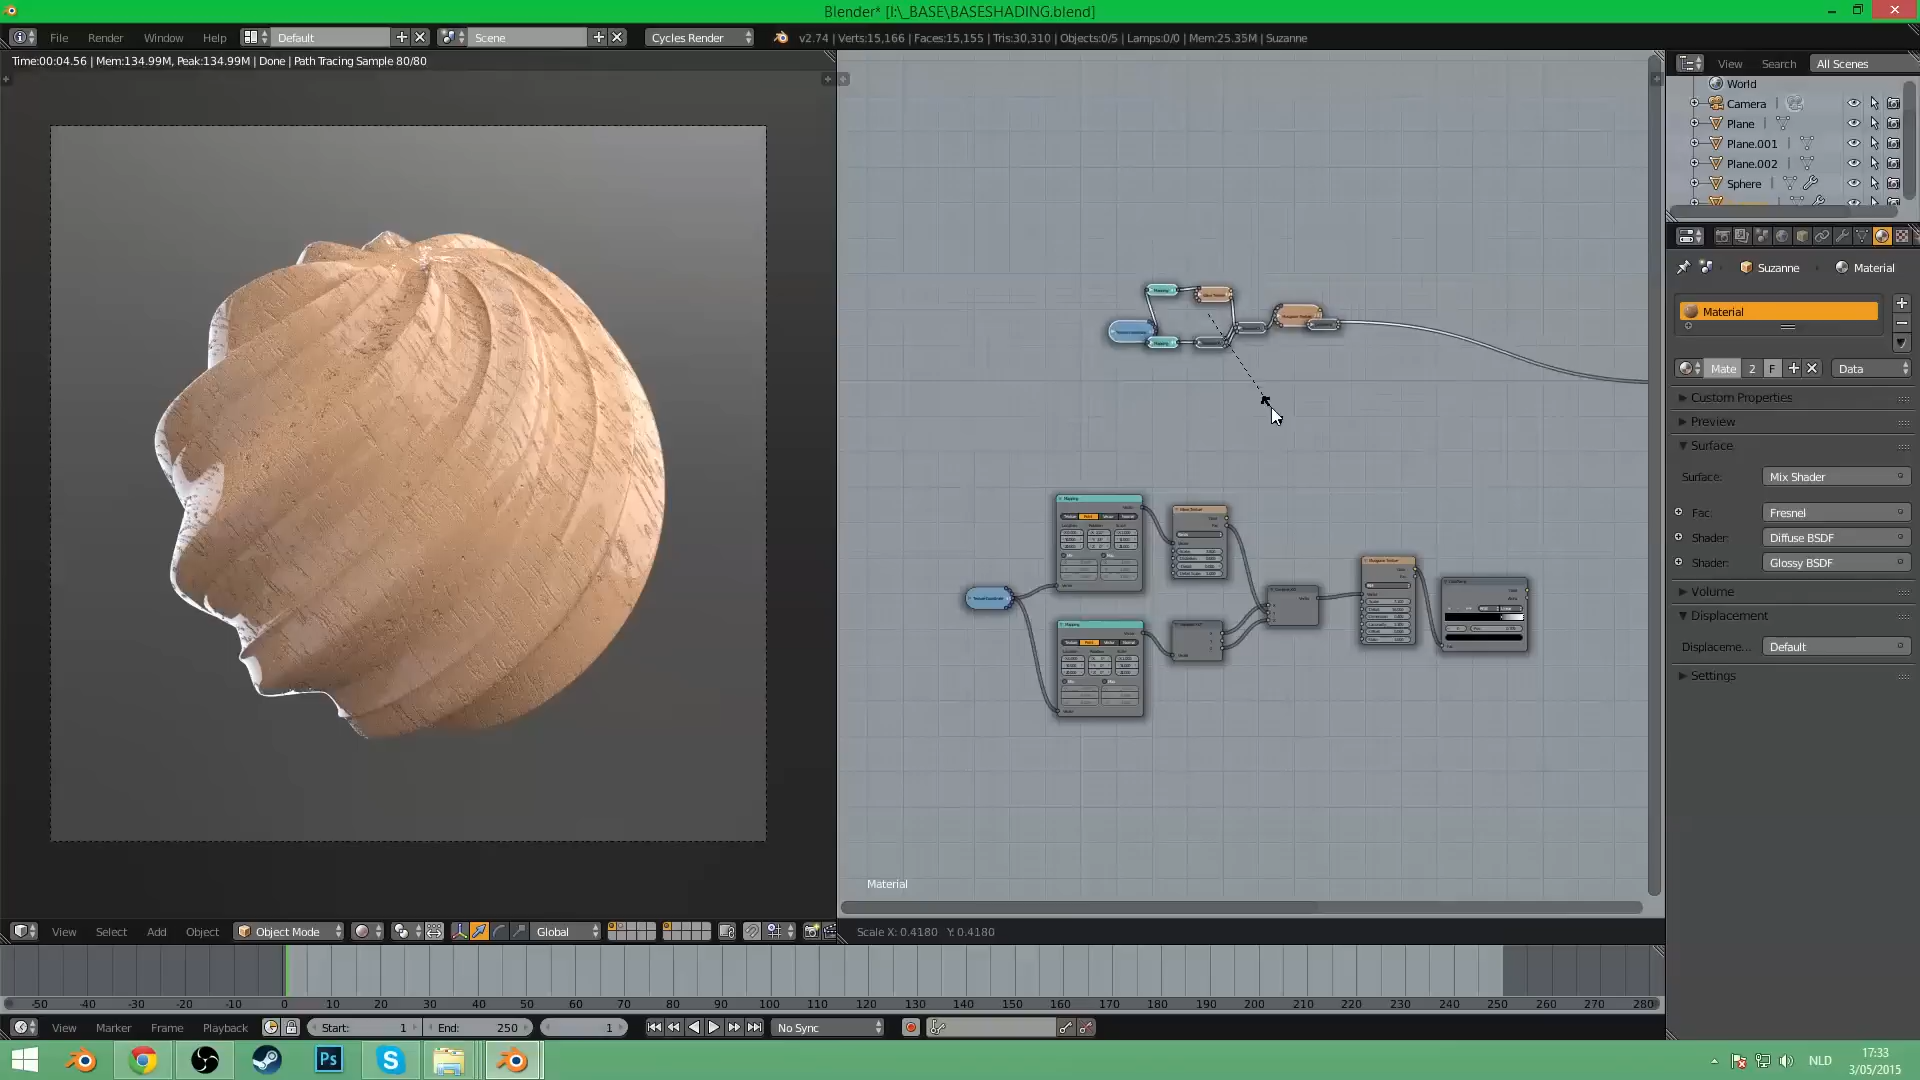 Blender* [I:\_BASE\BASESHADING.blend]
File Render Window Help Default Scene Cycles Render v2.74 | Verts:15,166 | Faces:15,155 | Tris:30,310 | Objects:0/5 | Lamps:0/0 | Mem:25.35M | Suzanne
Time:00:04.56 | Mem:134.99M, Peak:134.99M | Done | Path Tracing Sample 80/80
View Search All Scenes
World
Camera
Plane
Plane.001
Plane.002
Sphere
Suzanne Material
Material
Mate 2 F Data
Custom Properties
Preview
Surface
Surface: Mix Shader
Fac: Fresnel
Shader: Diffuse BSDF
Shader: Glossy BSDF
Volume
Displacement
Displaceme... Default
Settings
Mapping
Mapping
Material
View Select Add Object Object Mode Global
Scale X: 0.4180 Y: 0.4180
-50 -40 -30 -20 -10 0 10 20 30 40 50 60 70 80 90 100 110 120 130 140 150 160 170 180 190 200 210 220 230 240 250 260 270 280
View Marker Frame Playback Start: 1 End: 250 1 No Sync
Ps
NLD
17:33
3/05/2015